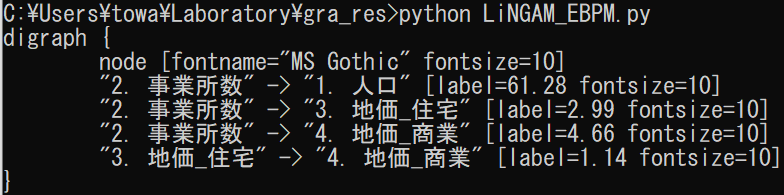 C:¥Users¥towa¥Laboratory¥gra_res>python LiNGAM_EBPM.py
digraph {
        node [fontname="MS Gothic" fontsize=10]
        "2. 事業所数" -> "1. 人口" [label=61.28 fontsize=10]
        "2. 事業所数" -> "3. 地価_住宅" [label=2.99 fontsize=10]
        "2. 事業所数" -> "4. 地価_商業" [label=4.66 fontsize=10]
        "3. 地価_住宅" -> "4. 地価_商業" [label=1.14 fontsize=10]
}